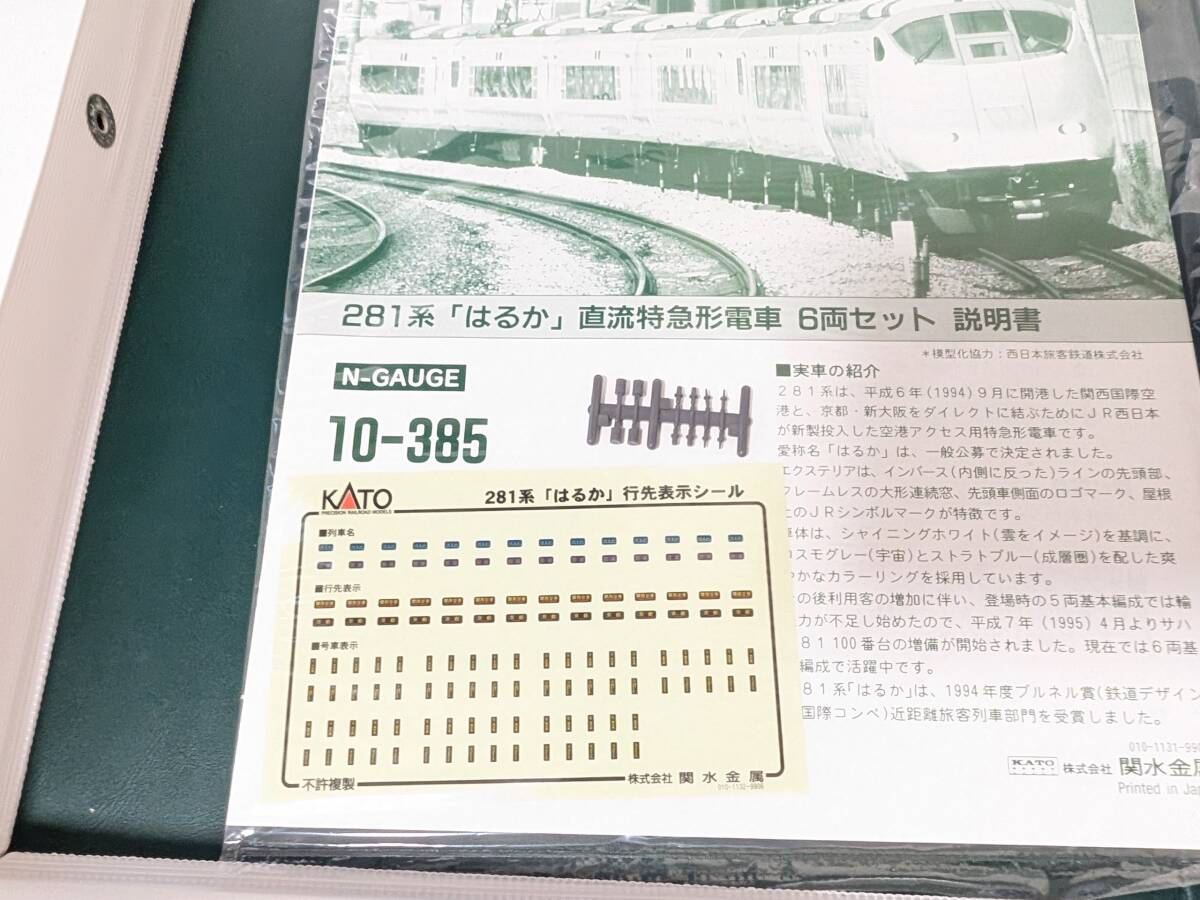 281系「はるか」直流特急形電車 6両セット 説明書
＊模型化協力：西日本旅客鉄道株式会社
N-GAUGE
10-385
■実車の紹介
２８１系は、平成６年(1994)９月に開港した関西国際空
港と、京都・新大阪をダイレクトに結ぶためにＪＲ西日本
が新製投入した空港アクセス用特急形電車です。
愛称名「はるか」は、一般公募で決定されました。
エクステリアは、インバース(内側に反った)ラインの先頭部、
フレームレスの大形連続窓、先頭車側面のロゴマーク、屋根
上のＪＲシンボルマークが特徴です。
車体は、シャイニングホワイト(雲をイメージ)を基調に、
コスモグレー(宇宙)とストラトブルー(成層圏)を配した爽
やかなカラーリングを採用しています。
の後利用客の増加に伴い、登場時の５両基本編成では輸
力が不足し始めたので、平成７年(1995)４月よりサハ
８１100番台の増備が開始されました。現在では６両基
編成で活躍中です。
８１系「はるか」は、1994年度ブルネル賞(鉄道デザイン
国際コンペ)近距離旅客列車部門を受賞しました。
010-1131-990
KATO 株式会社 関水金属
Printed in Jap
KATO
PRECISION RAILROAD MODELS
281系「はるか」行先表示シール
■列車名
■行先表示
■号車表示
不許複製
株式会社 関水金属
010-1132-9908